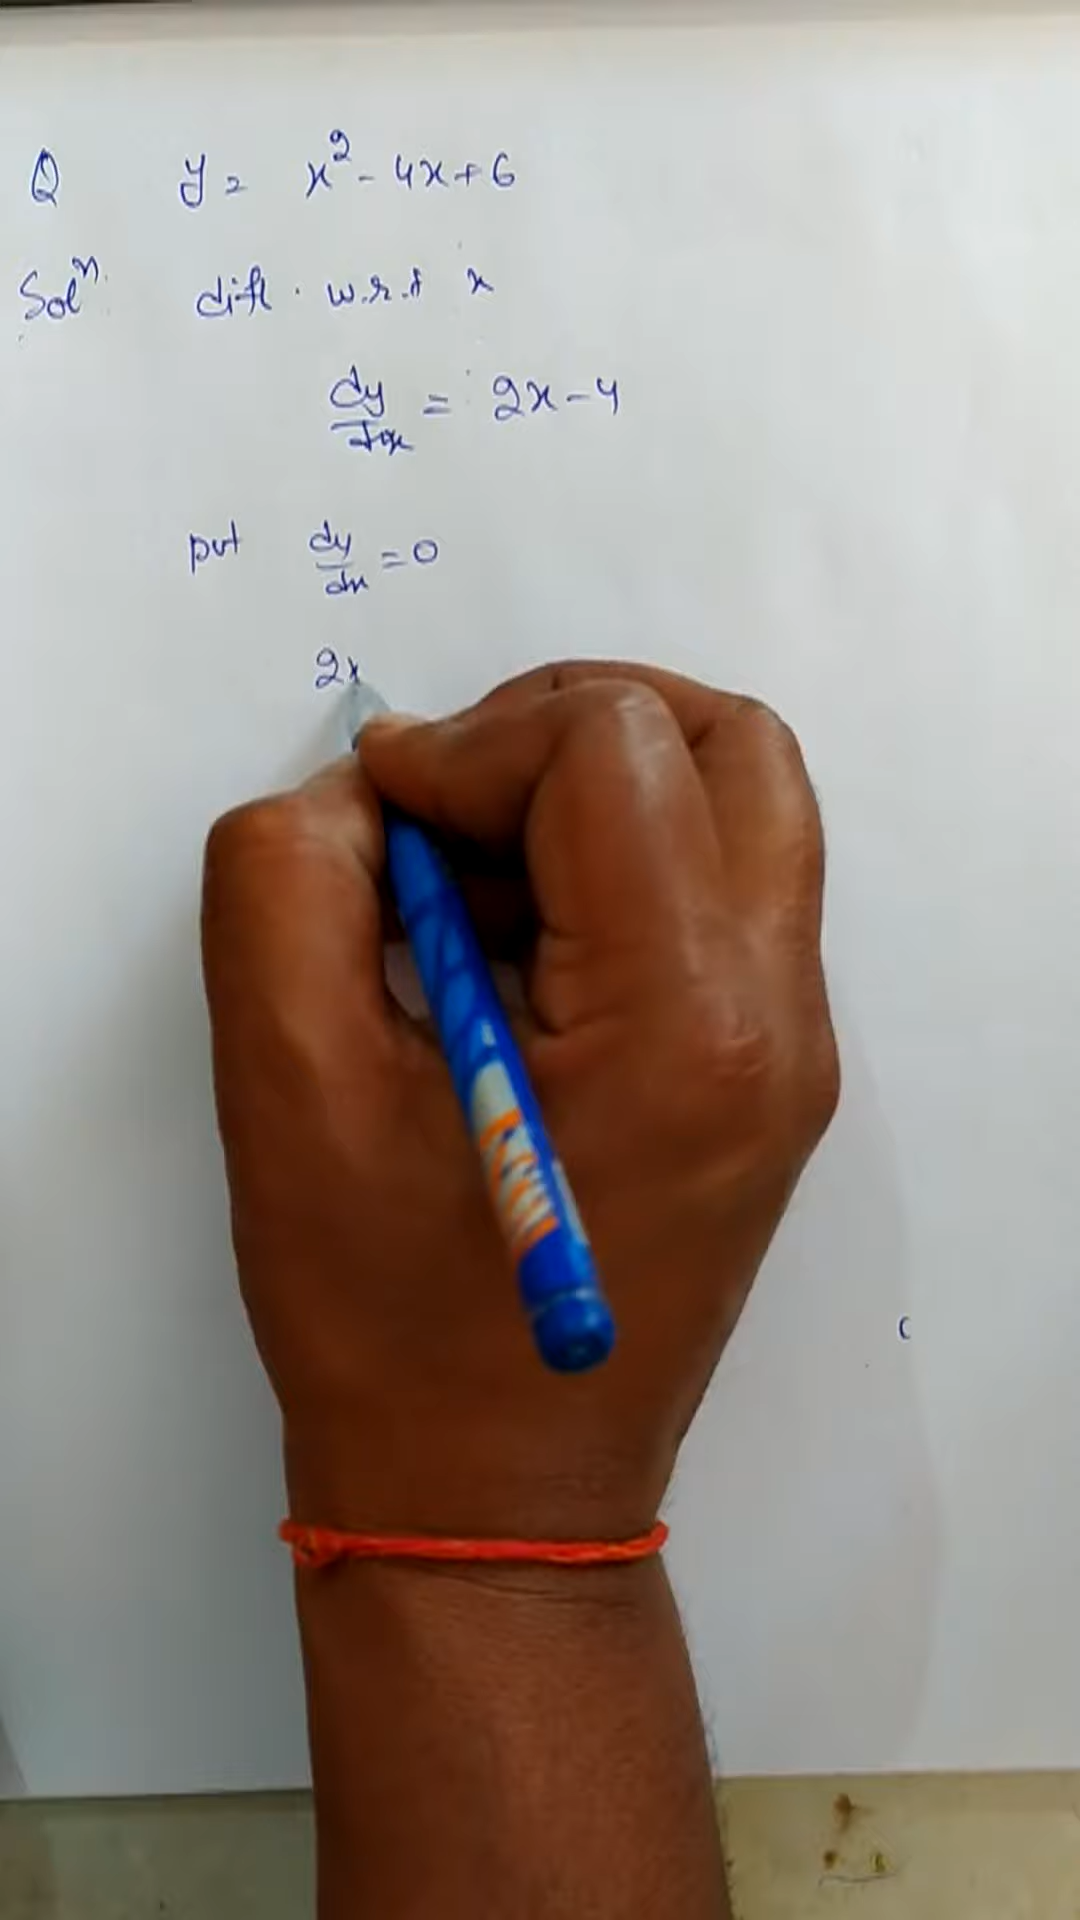 Q y = x² - 4x + 6
Solⁿ. diff. w.r.t x
dy/dx = 2x - 4
put dy/dx = 0
2x